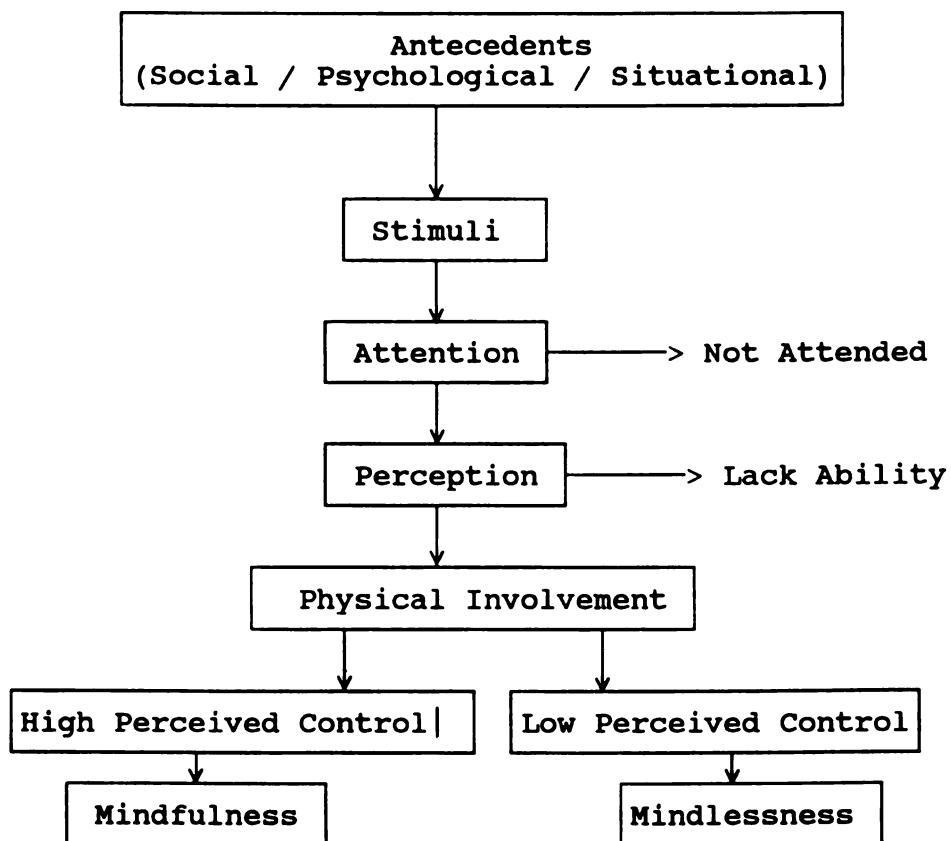 Antecedents
(Social / Psychological / Situational)
Stimuli
Attention
> Not Attended
Perception
> Lack Ability
Physical Involvement
High Perceived Control|
Low Perceived Control
Mindfulness
Mindlessness